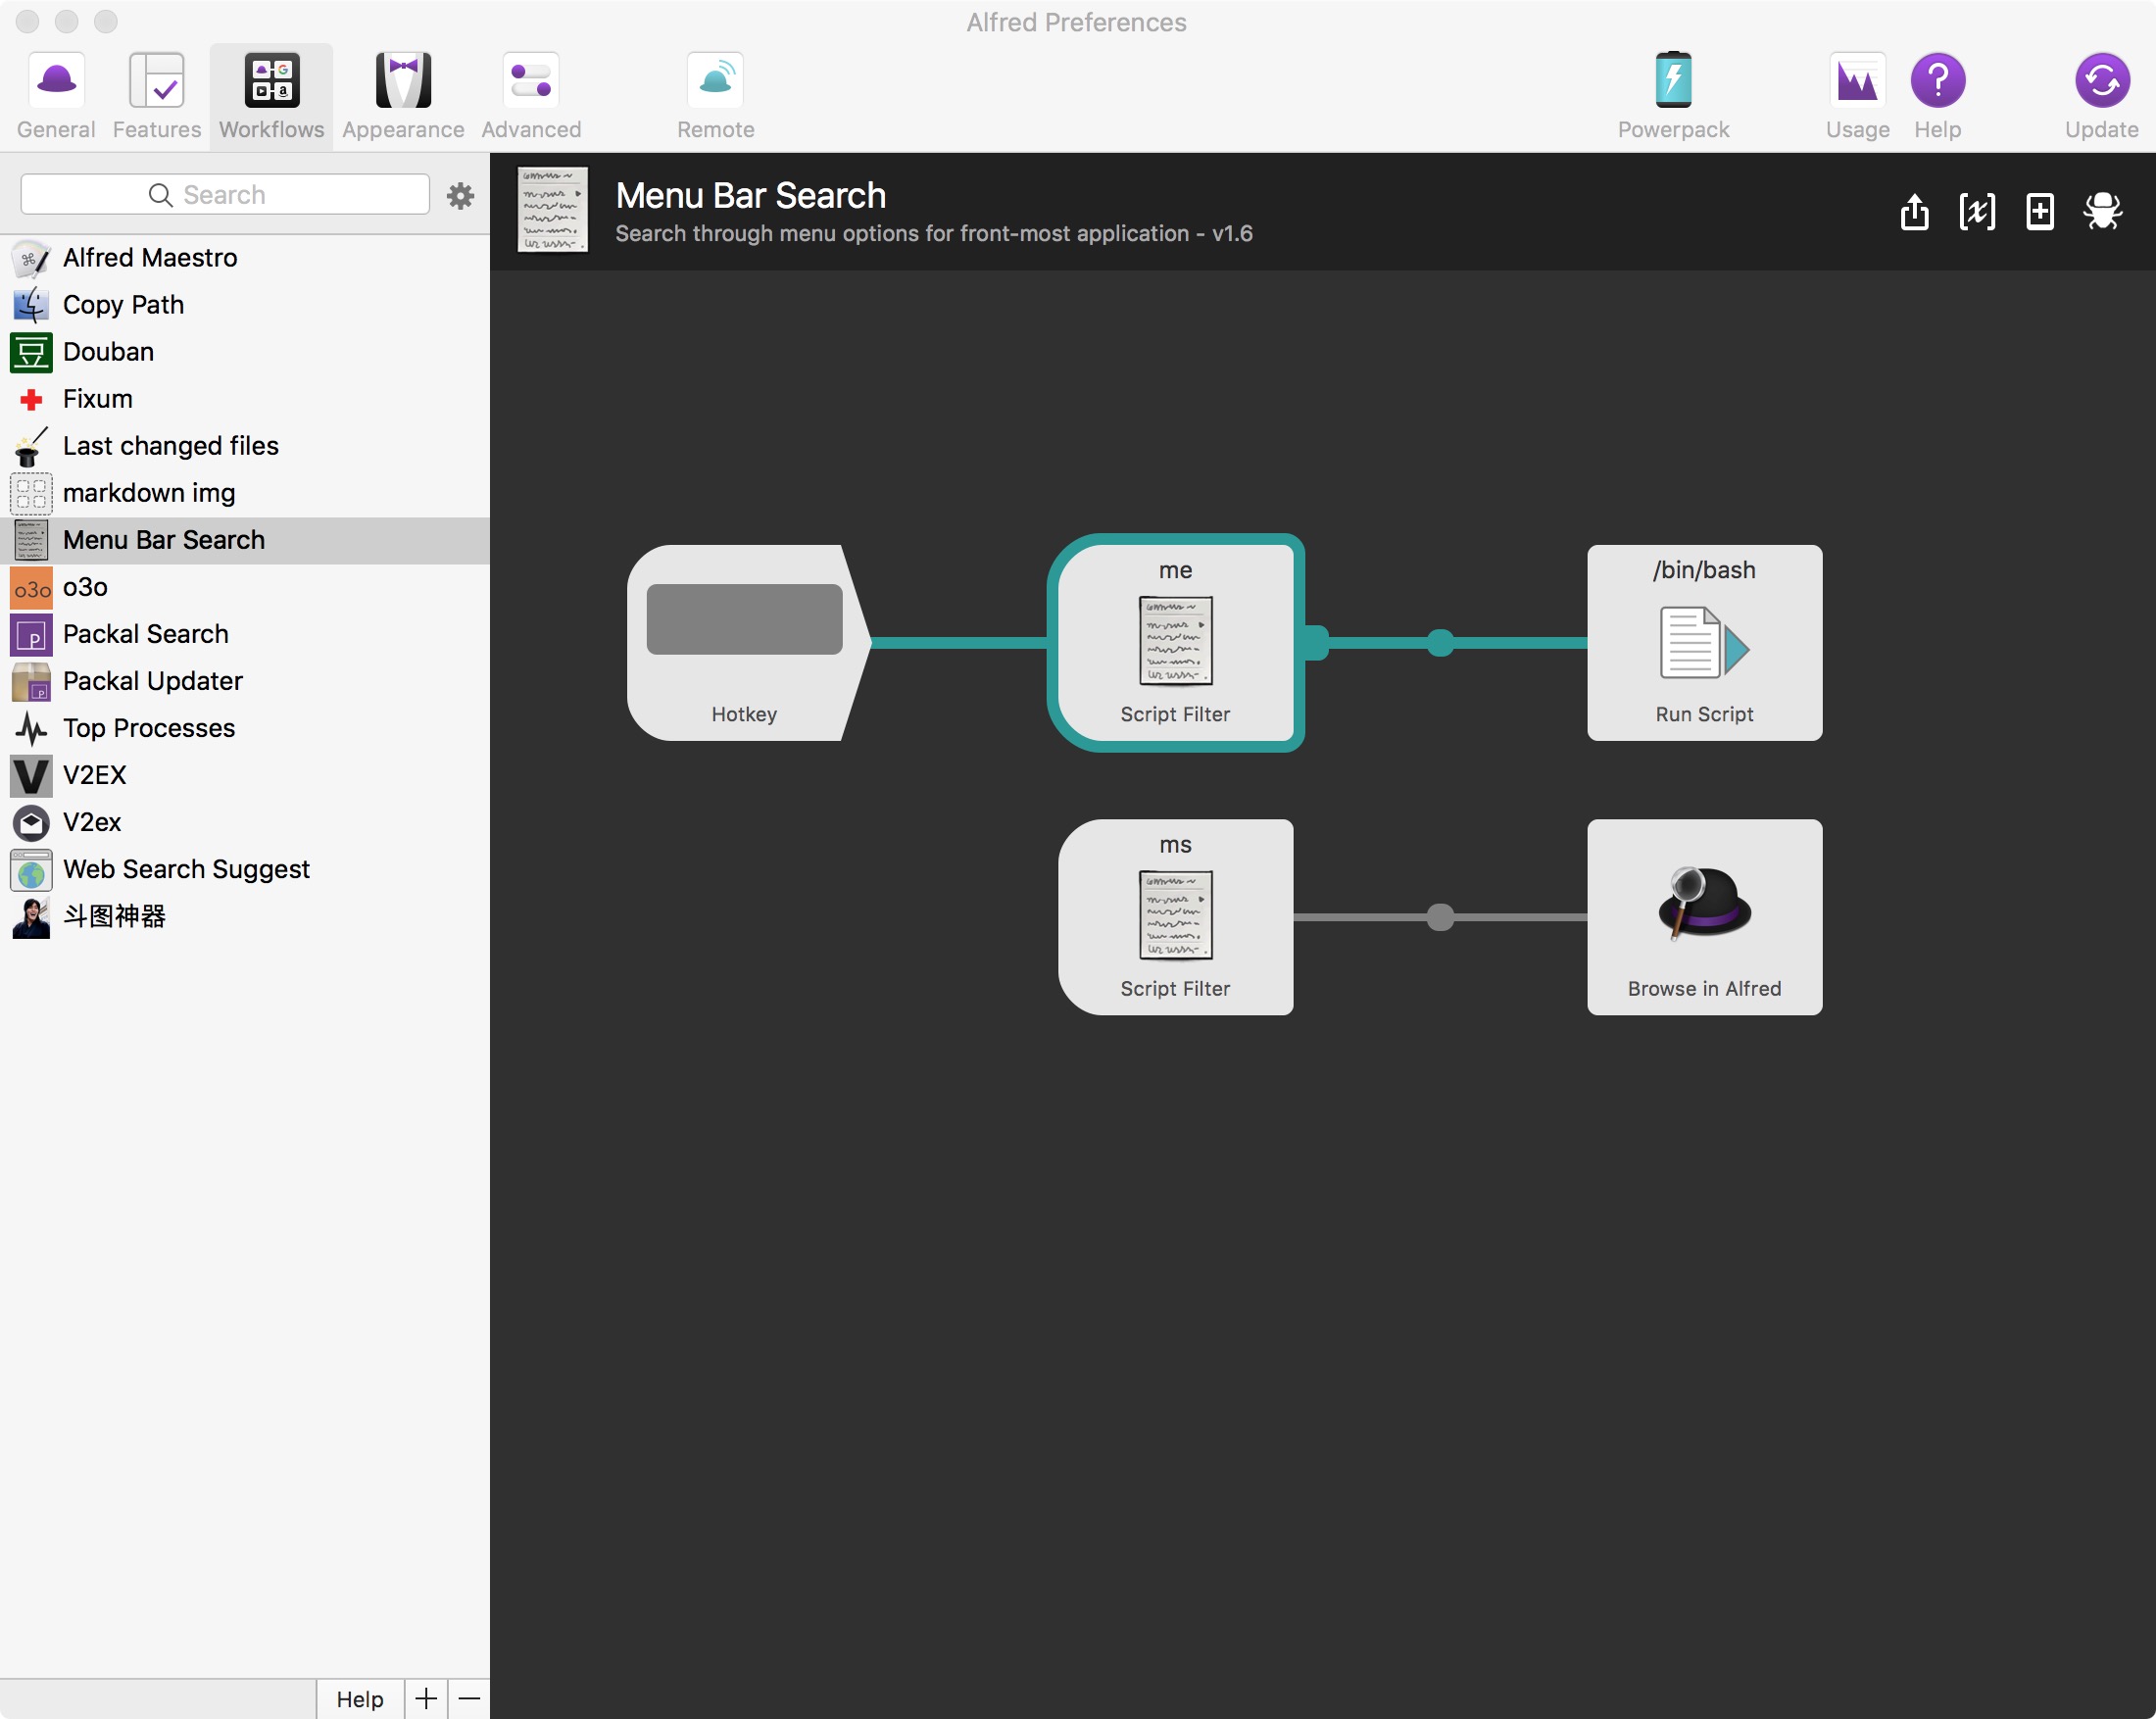 Alfred Preferences
General
Features
Workflows
Appearance
Advanced
Remote
Powerpack
Usage
Help
Update
Search
Alfred Maestro
Copy Path
豆
Douban
Fixum
Last changed files
markdown img
Menu Bar Search
o3o
o3o
P
Packal Search
P
Packal Updater
Top Processes
V
V2EX
V2ex
Web Search Suggest
斗图神器
Help
Menu Bar Search
Search through menu options for front-most application - v1.6
Hotkey
me
Script Filter
/bin/bash
Run Script
ms
Script Filter
Browse in Alfred